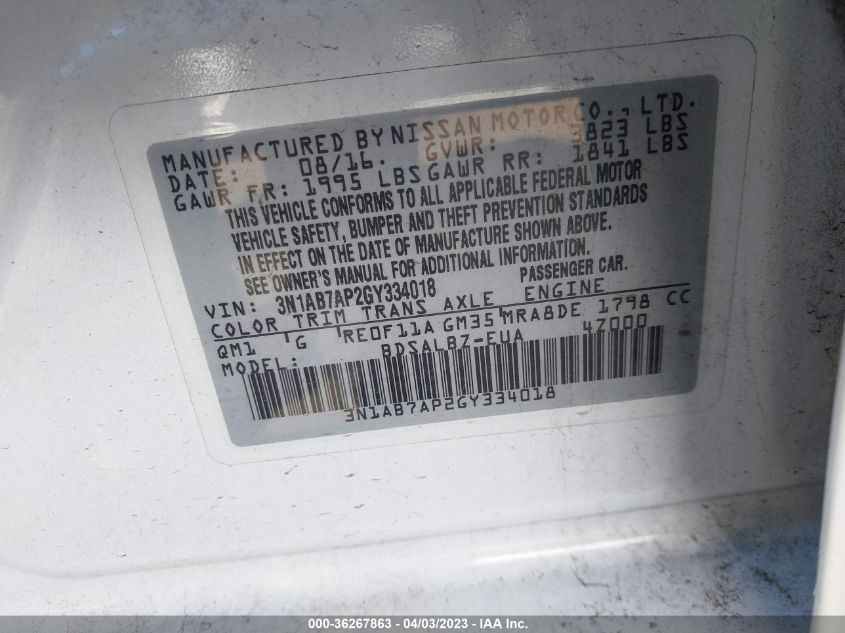 MANUFACTURED BY NISSAN MOTOR CO., LTD.
DATE: 08/16. GVWR: 3823 LBS
GAWR FR: 1995 LBS GAWR RR: 1841 LBS
THIS VEHICLE CONFORMS TO ALL APPLICABLE FEDERAL MOTOR
VEHICLE SAFETY, BUMPER AND THEFT PREVENTION STANDARDS
IN EFFECT ON THE DATE OF MANUFACTURE SHOWN ABOVE.
SEE OWNER'S MANUAL FOR ADDITIONAL INFORMATION.
VIN: 3N1AB7AP2GY334018 PASSENGER CAR.
COLOR TRIM TRANS AXLE ENGINE
QM1 G RE0F11A GM35 MRA8DE 1798 CC
MODEL: BDSALBZ-EUA 4Z000
3N1AB7AP2GY334018
000-36267863 - 04/03/2023 - IAAI.com